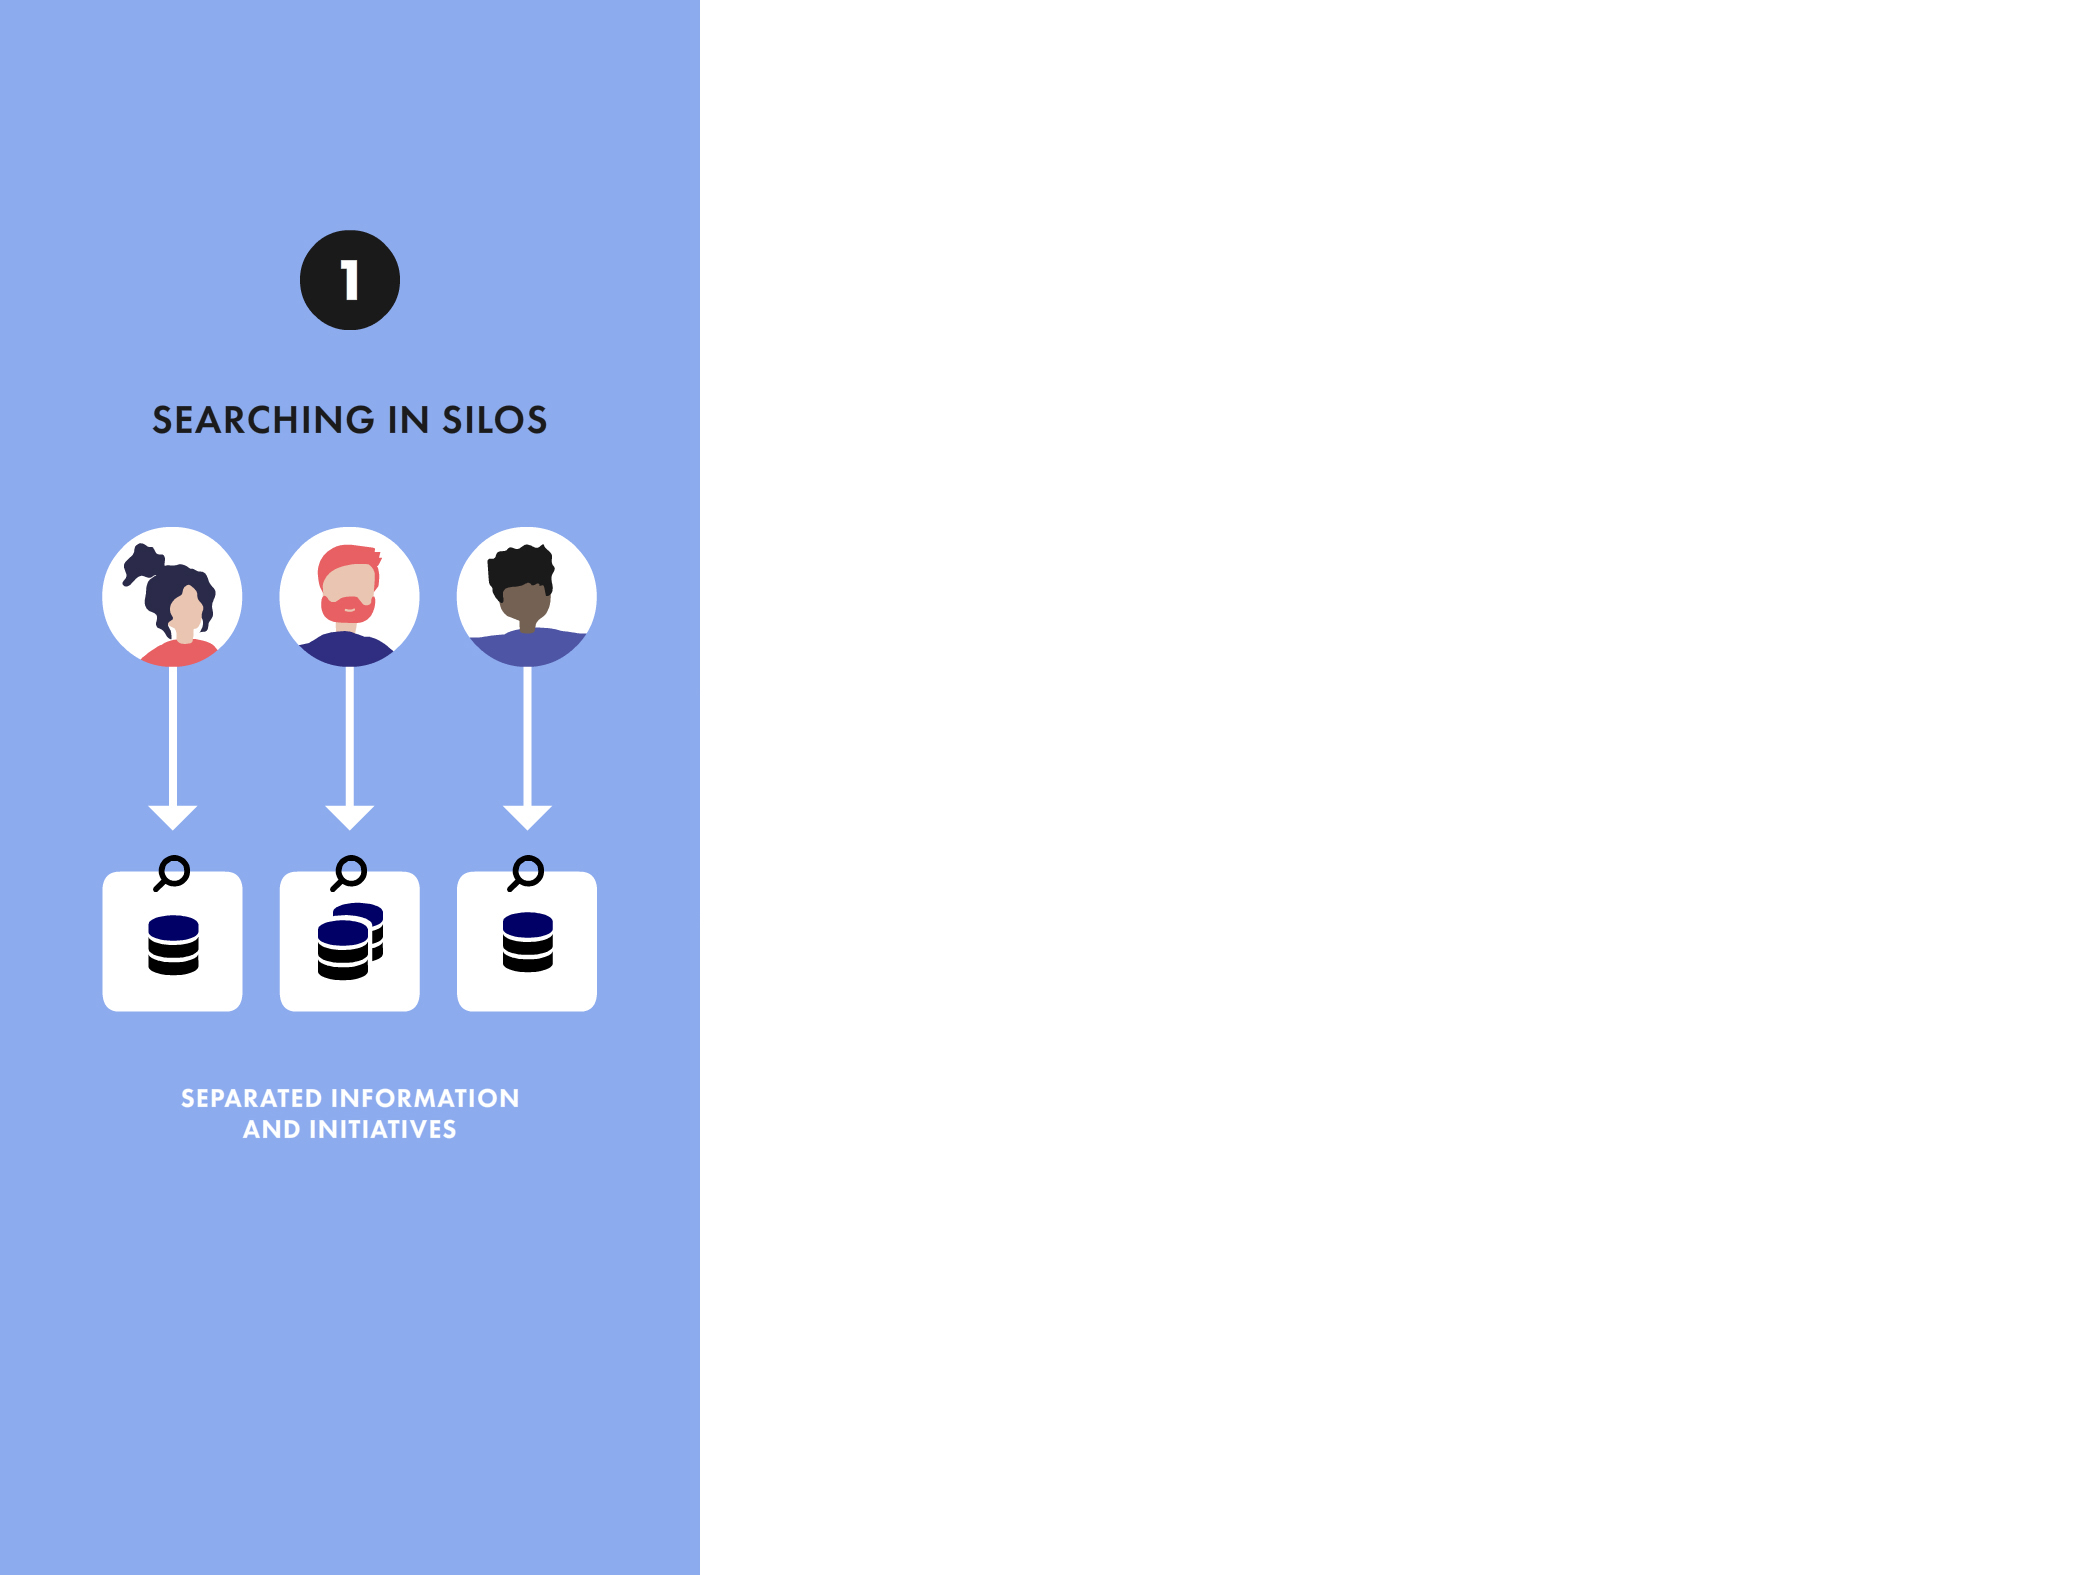 1
SEARCHING IN SILOS
SEPARATED INFORMATION
AND INITIATIVES